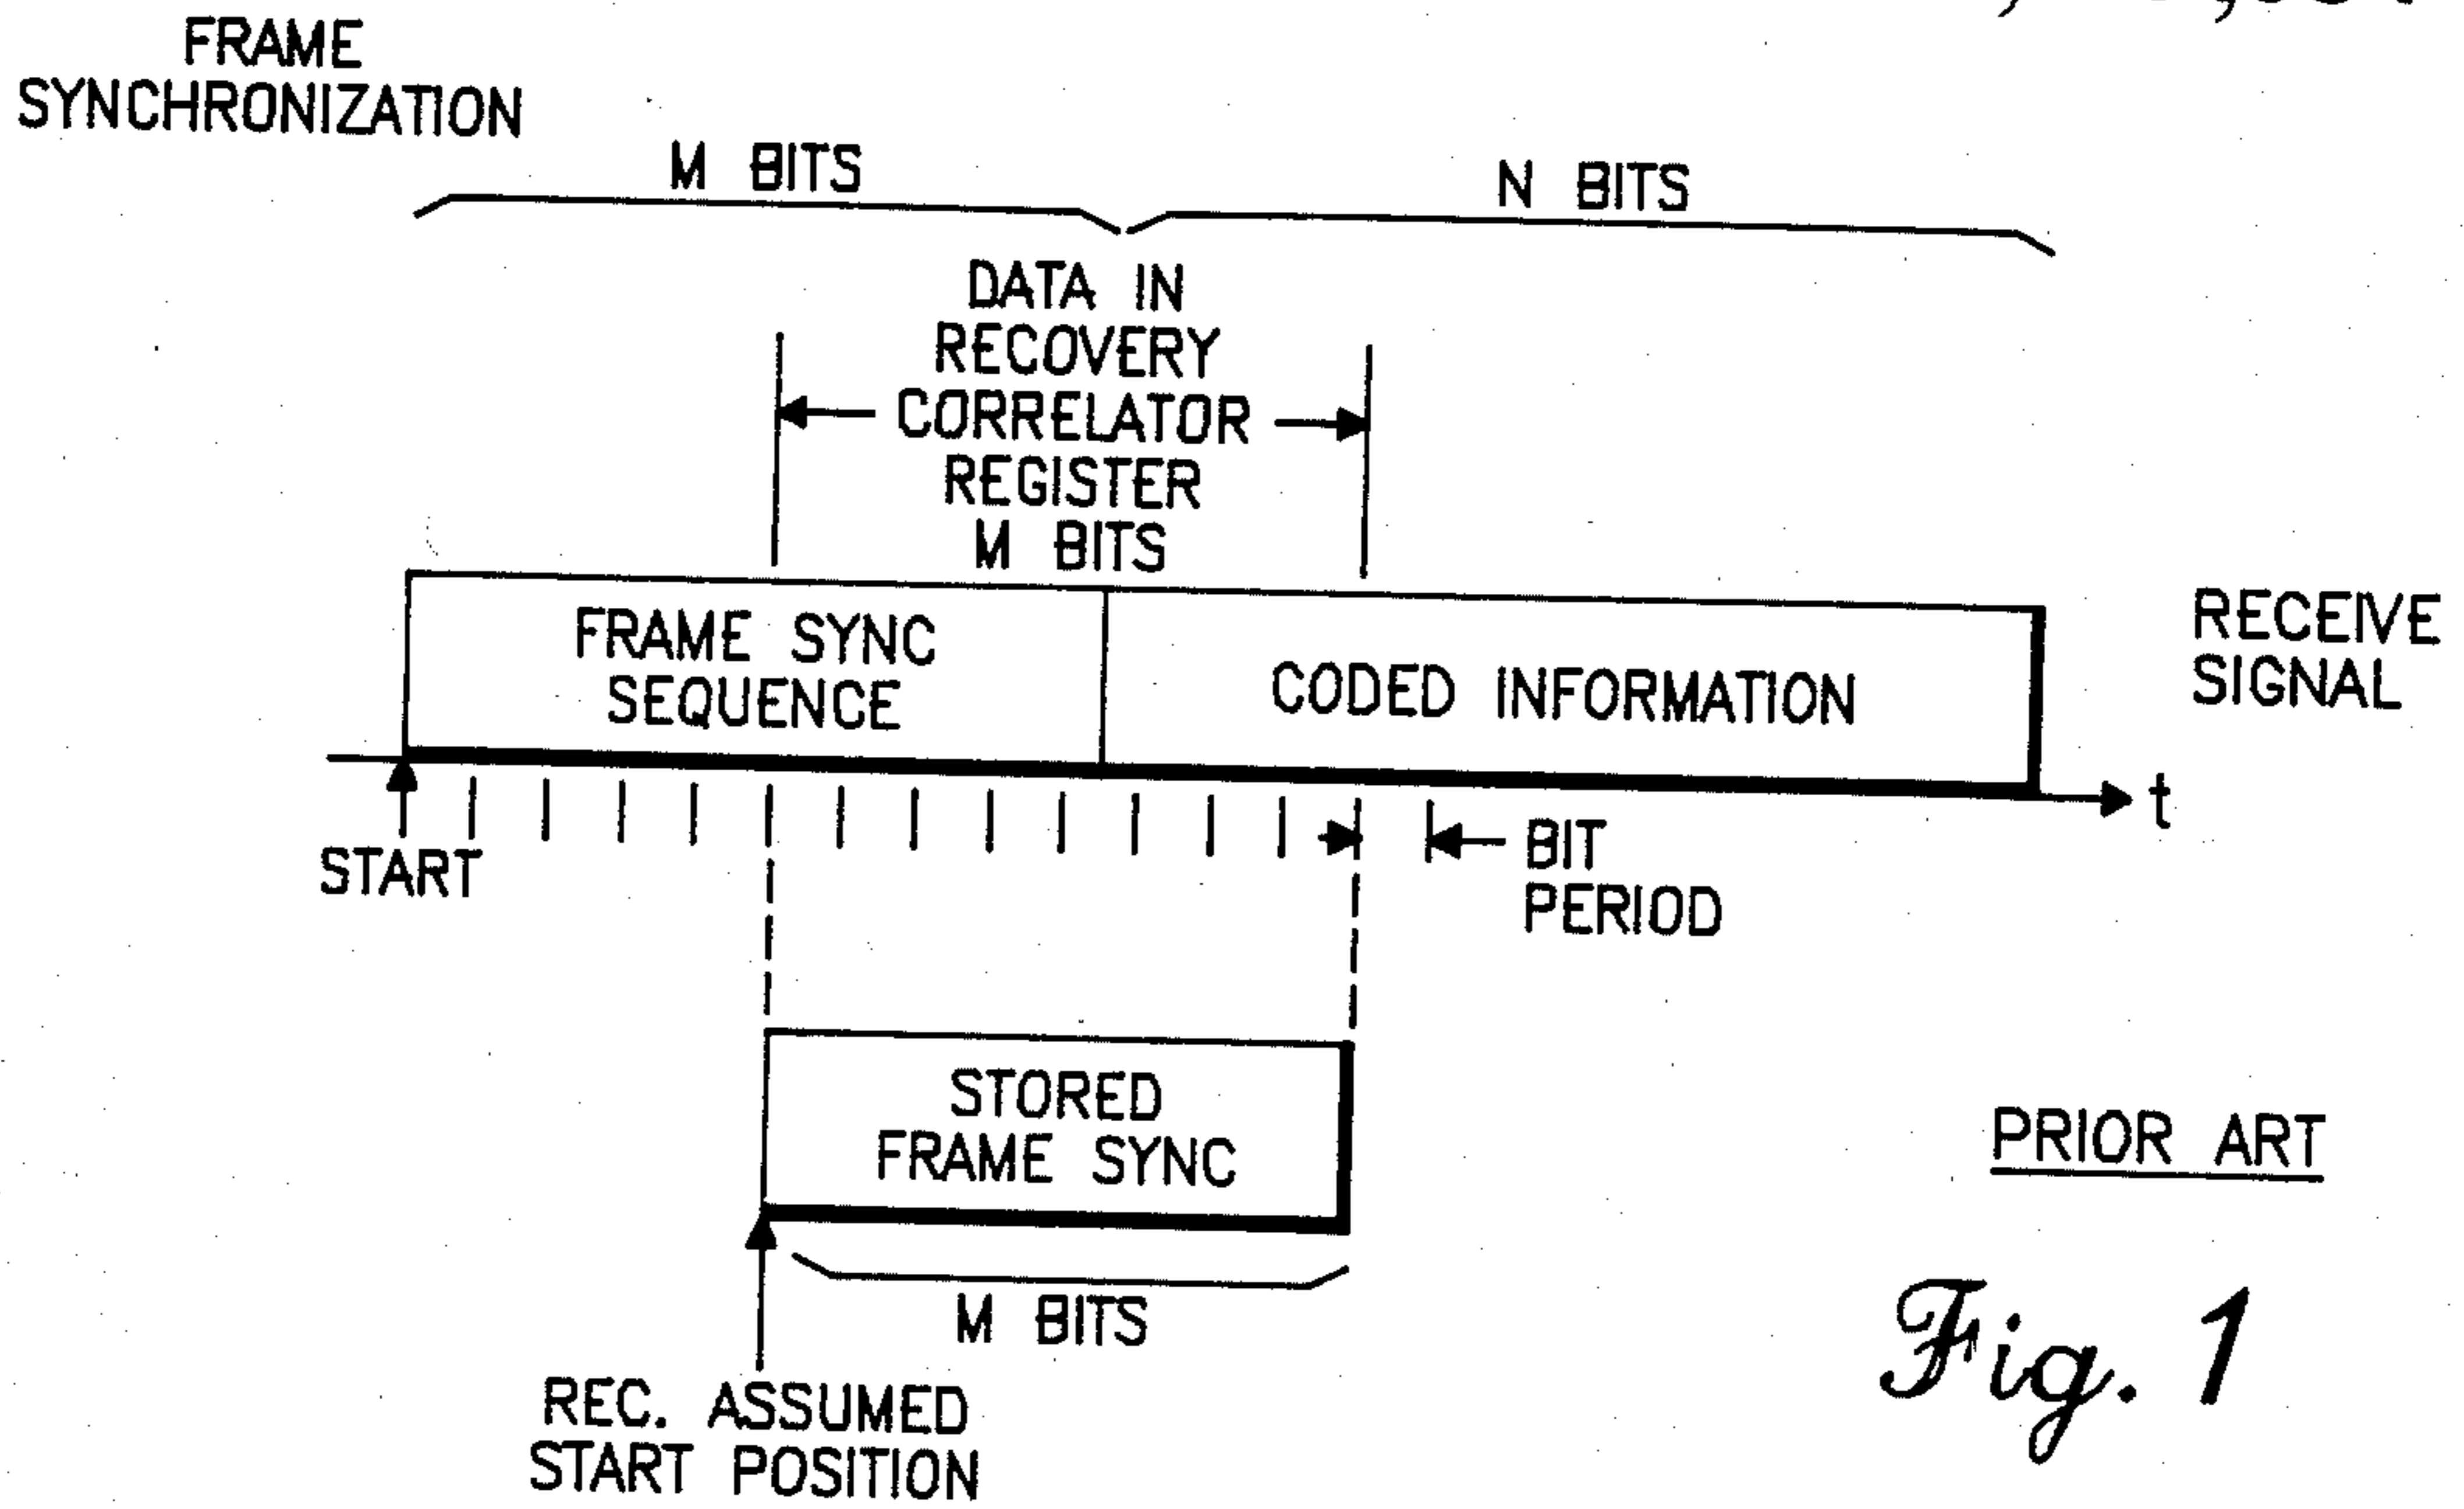 FRAME
SYNCHRONIZATION
M BITS
N BITS
DATA IN
RECOVERY
CORRELATOR
REGISTER
M BITS
FRAME SYNC
SEQUENCE
CODED INFORMATION
RECEIVE
SIGNAL
t
START
BIT
PERIOD
STORED
FRAME SYNC
M BITS
REC. ASSUMED
START POSITION
PRIOR ART
Fig. 1